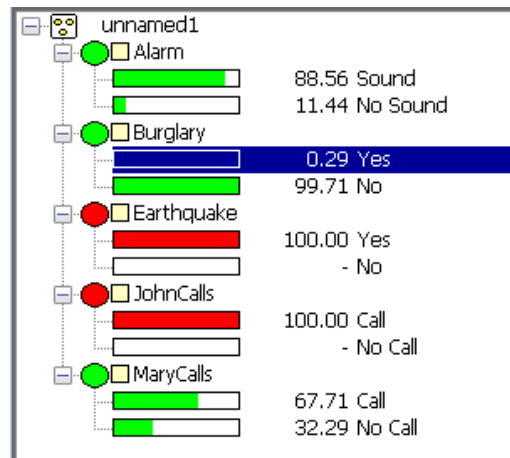 unnamed1
Alarm
88.56 Sound
11.44 No Sound
Burglary
0.29 Yes
99.71 No
Earthquake
100.00 Yes
- No
JohnCalls
100.00 Call
- No Call
MaryCalls
67.71 Call
32.29 No Call